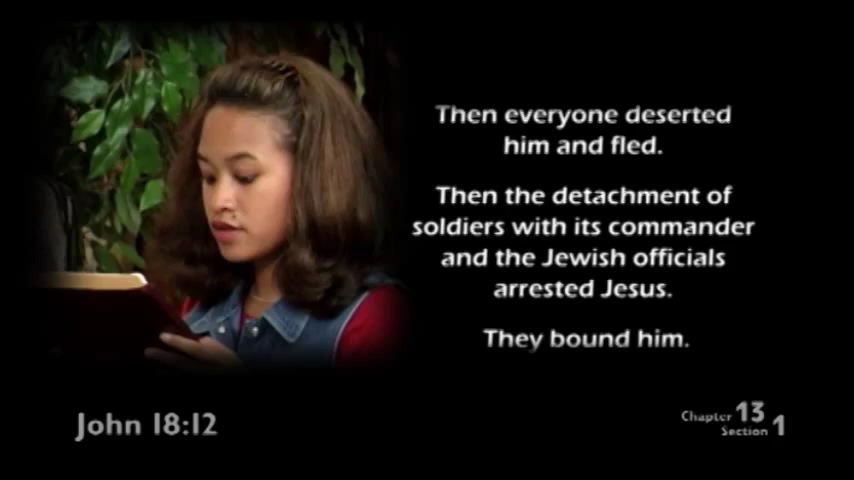 Then everyone deserted
him and fled.
Then the detachment of
soldiers with its commander
and the Jewish officials
arrested Jesus.
They bound him.
John 18:12
Chapter 13
Section 1